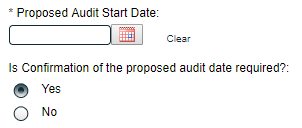 * Proposed Audit Start Date:
Clear
Is Confirmation of the proposed audit date required?:
Yes
No